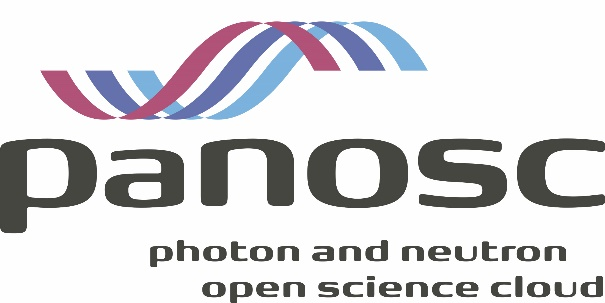 panosc
photon and neutron
open science cloud